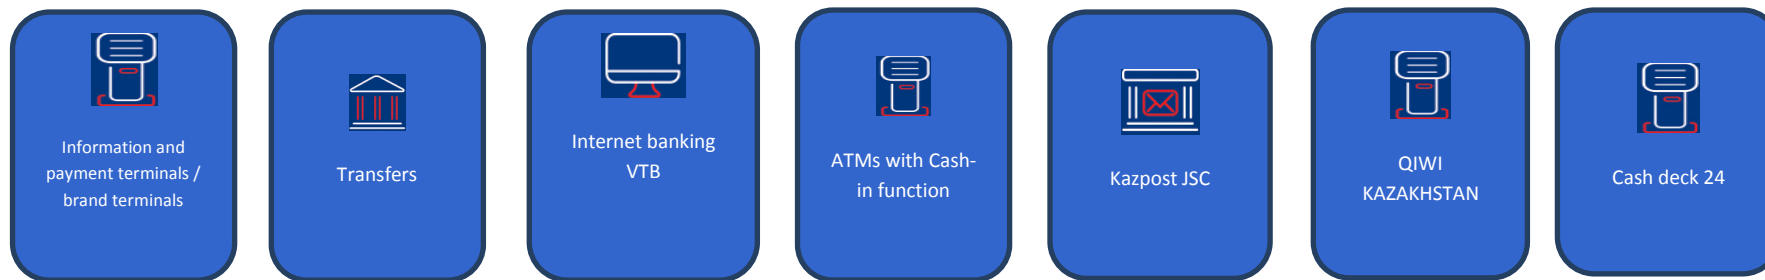 Information and
payment terminals /
brand terminals
Transfers
Internet banking
VTB
ATMs with Cash-
in function
Kazpost JSC
QIWI
KAZAKHSTAN
Cash deck 24